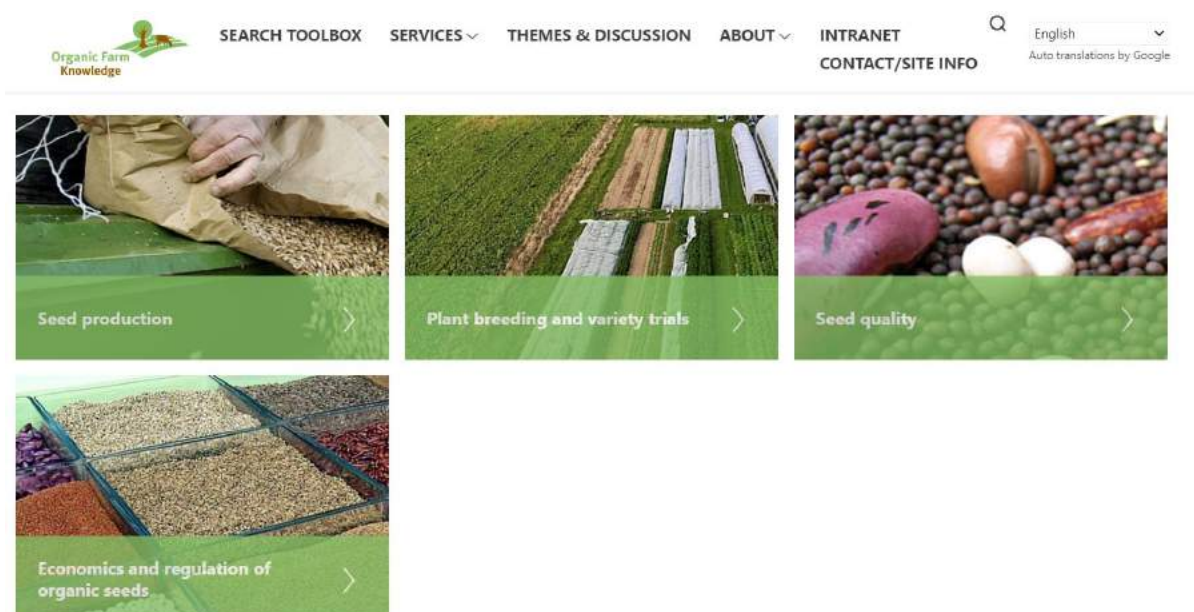 Organic Farm
Knowledge
SEARCH TOOLBOX
SERVICES
THEMES & DISCUSSION
ABOUT
INTRANET
CONTACT/SITE INFO
English
Auto translations by Google
Seed production
Plant breeding and variety trials
Seed quality
Economics and regulation of
organic seeds